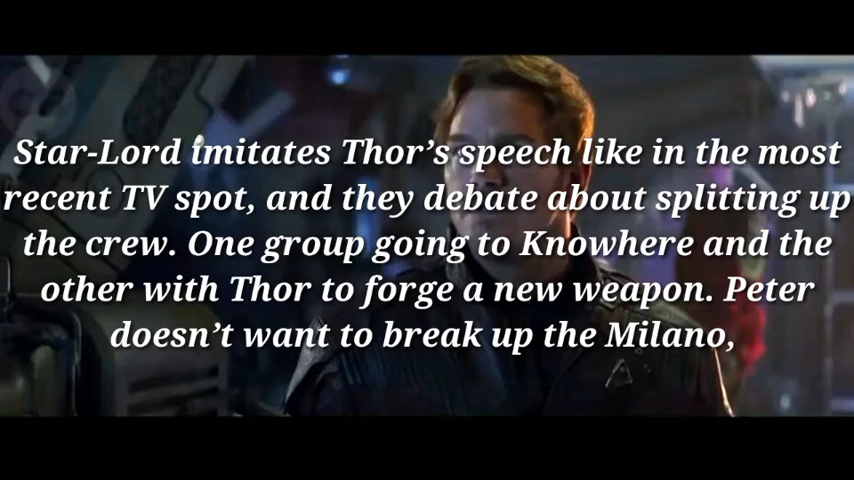 Star-Lord imitates Thor’s speech like in the most
recent TV spot, and they debate about splitting up
the crew. One group going to Knowhere and the
other with Thor to forge a new weapon. Peter
doesn’t want to break up the Milano,